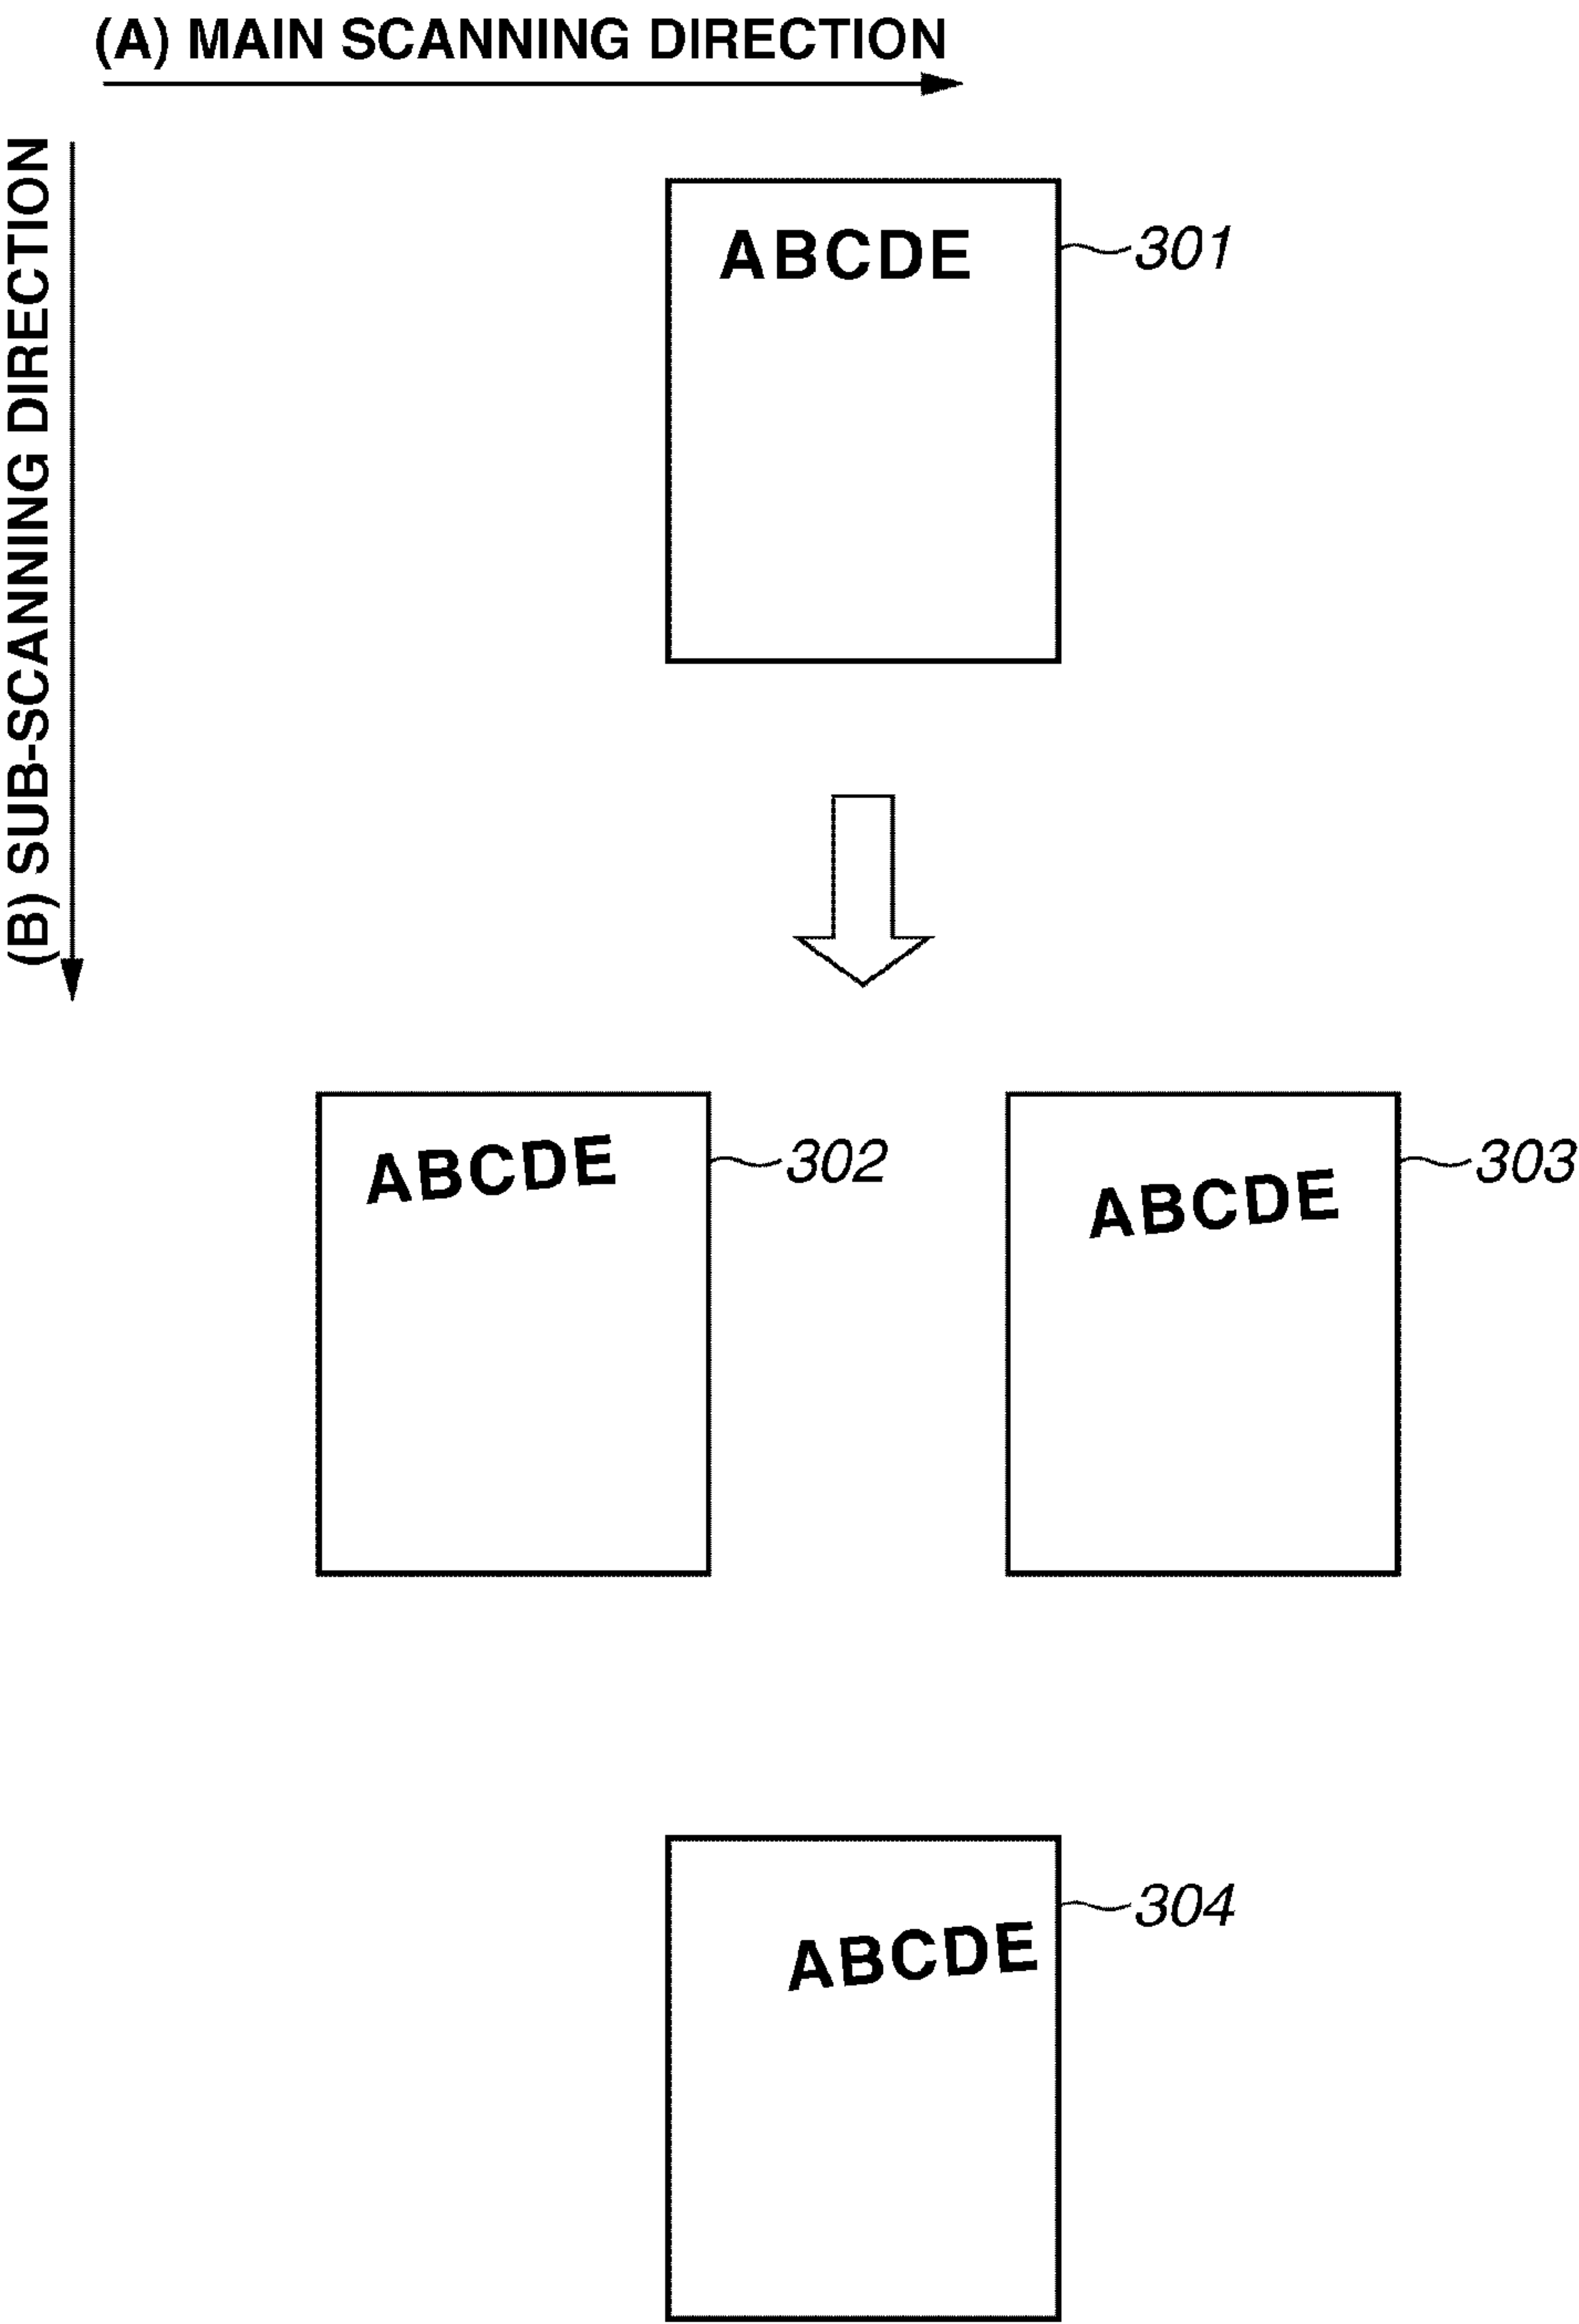 (A) MAIN SCANNING DIRECTION
(B) SUB-SCANNING DIRECTION
ABCDE
301
ABCDE
302
ABCDE
303
ABCDE
304